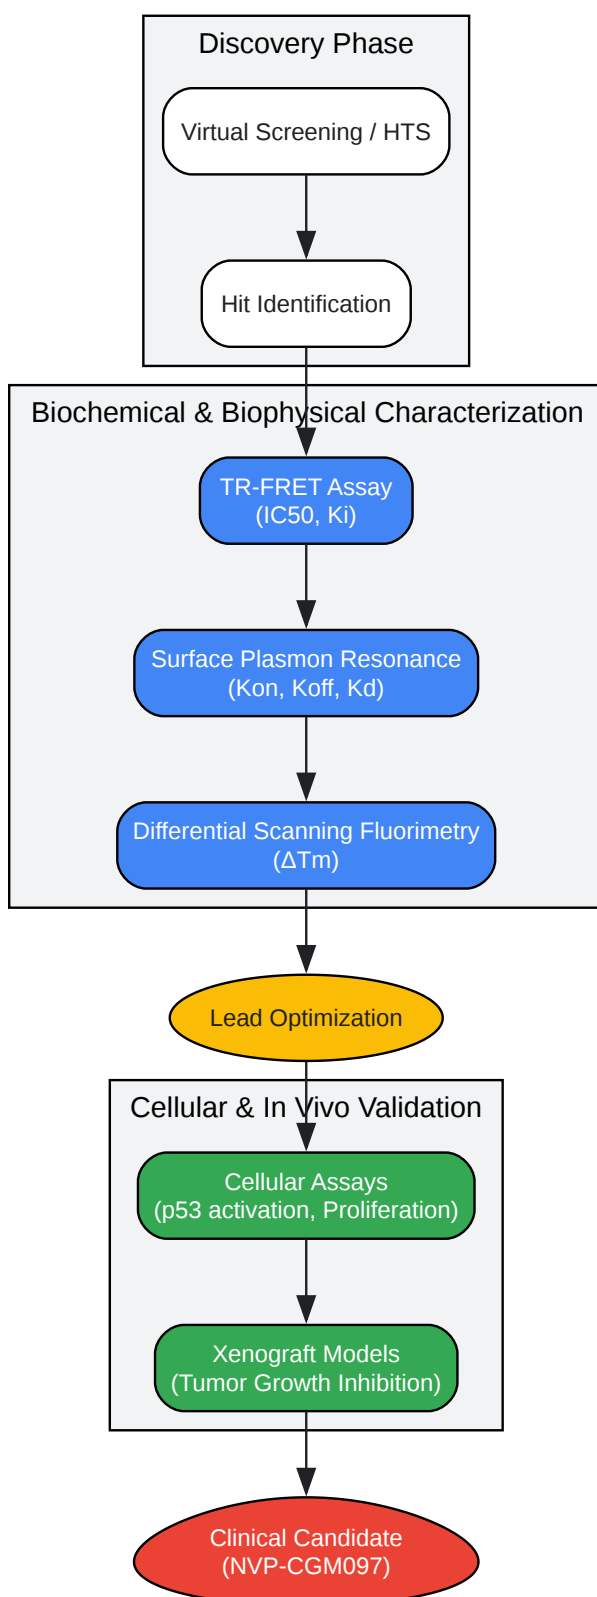 Discovery Phase
Virtual Screening / HTS
Hit Identification
Biochemical & Biophysical Characterization
TR-FRET Assay
(IC50, Ki)
Surface Plasmon Resonance
(Kon, Koff, Kd)
Differential Scanning Fluorimetry
(ΔTm)
Lead Optimization
Cellular & In Vivo Validation
Cellular Assays
(p53 activation, Proliferation)
Xenograft Models
(Tumor Growth Inhibition)
Clinical Candidate
(NVP-CGM097)